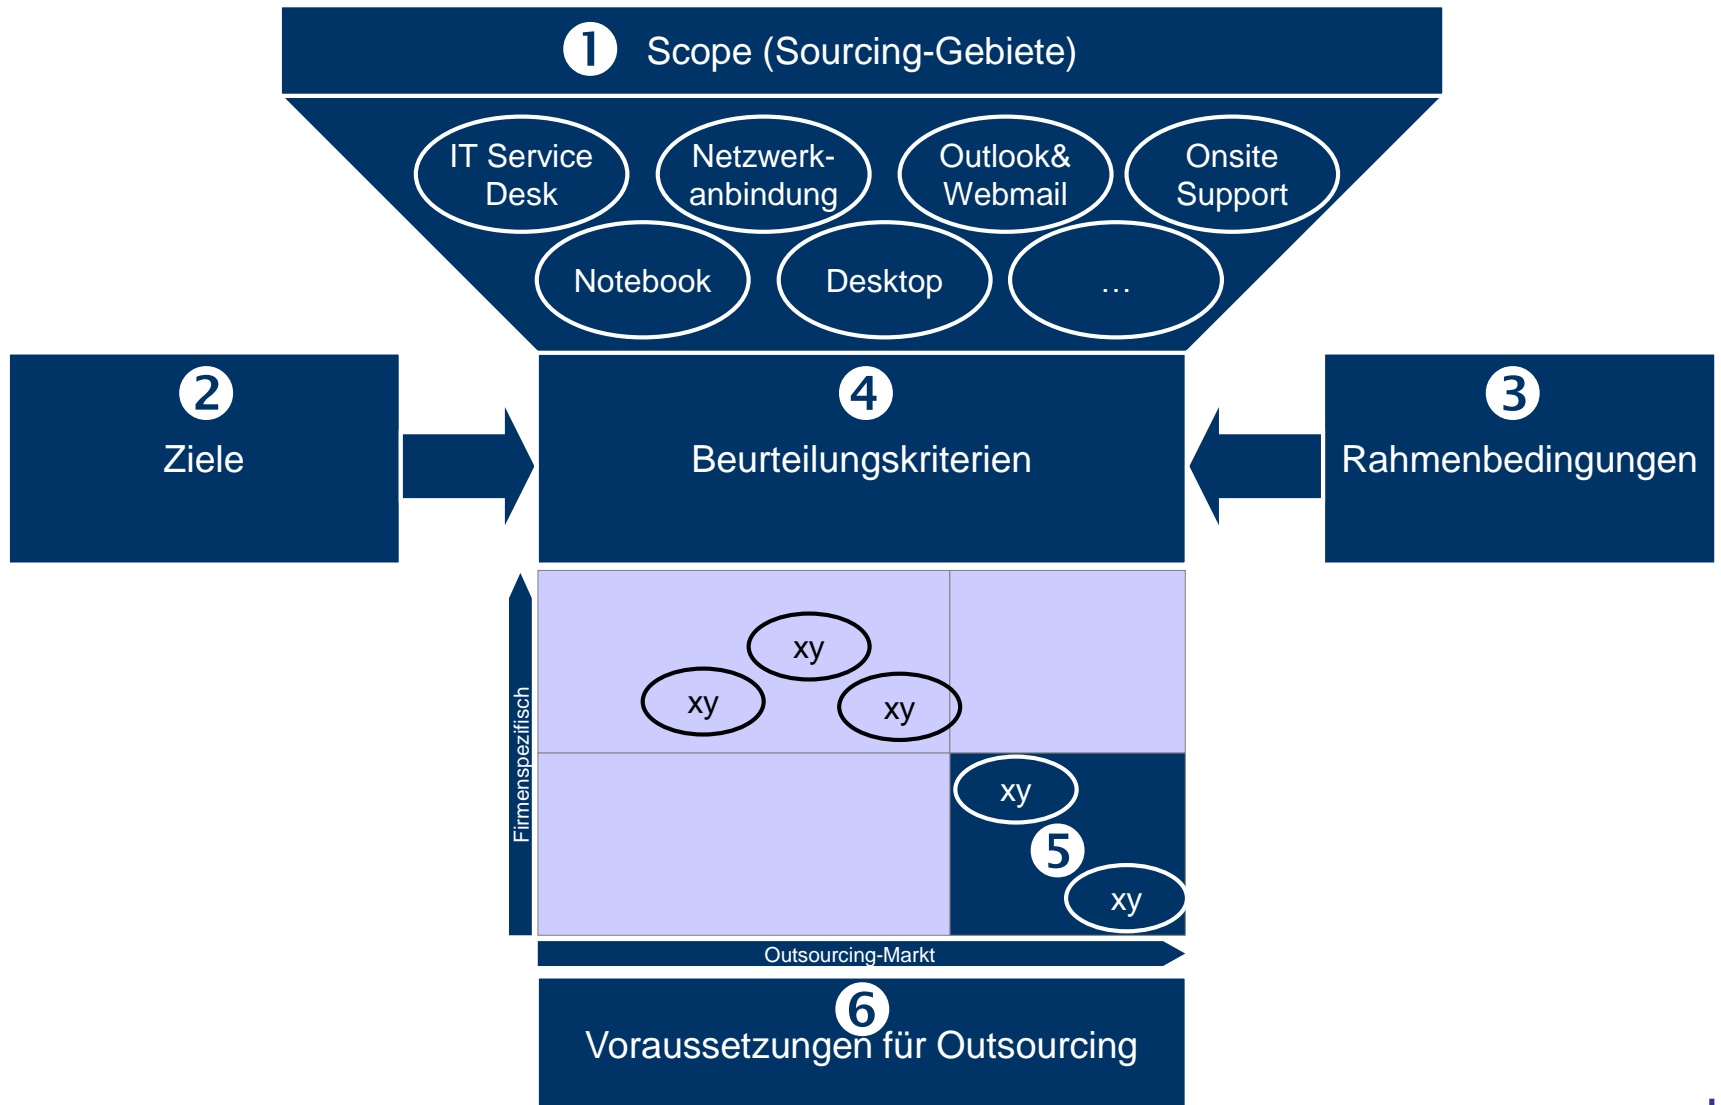 1 Scope (Sourcing-Gebiete)
IT Service
Desk
Netzwerk-
anbindung
Outlook&
Webmail
Onsite
Support
Notebook
Desktop
…
2
Ziele
4
Beurteilungskriterien
3
Rahmenbedingungen
Firmenspezifisch
xy
xy
xy
xy
5
xy
Outsourcing-Markt
6
Voraussetzungen für Outsourcing